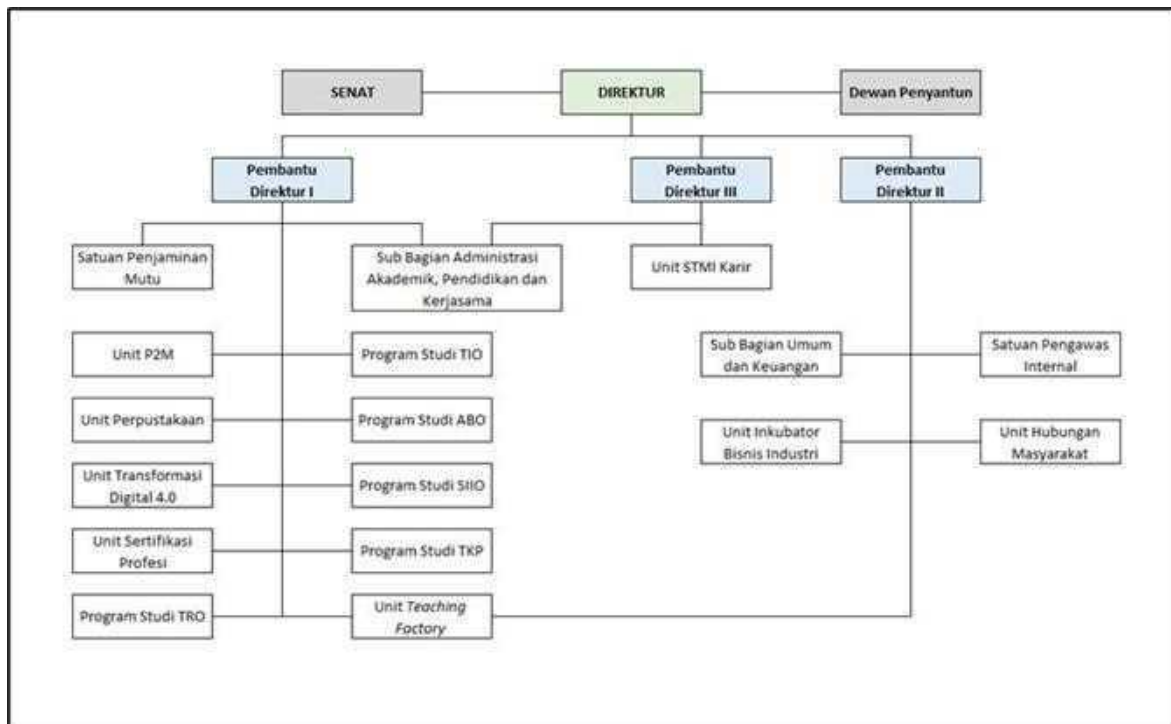 SENAT
DIREKTUR
Dewan Penyantun
Pembantu
Direktur I
Pembantu
Direktur III
Pembantu
Direktur II
Satuan Penjaminan
Mutu
Sub Bagian Administrasi
Akademik, Pendidikan dan
Kerjasama
Unit STMI Karir
Unit P2M
Program Studi TIO
Sub Bagian Umum
dan Keuangan
Satuan Pengawas
Internal
Unit Perpustakaan
Program Studi ABO
Unit Inkubator
Bisnis Industri
Unit Hubungan
Masyarakat
Unit Transformasi
Digital 4.0
Program Studi SIIO
Unit Sertifikasi
Profesi
Program Studi TKP
Program Studi TRO
Unit Teaching
Factory